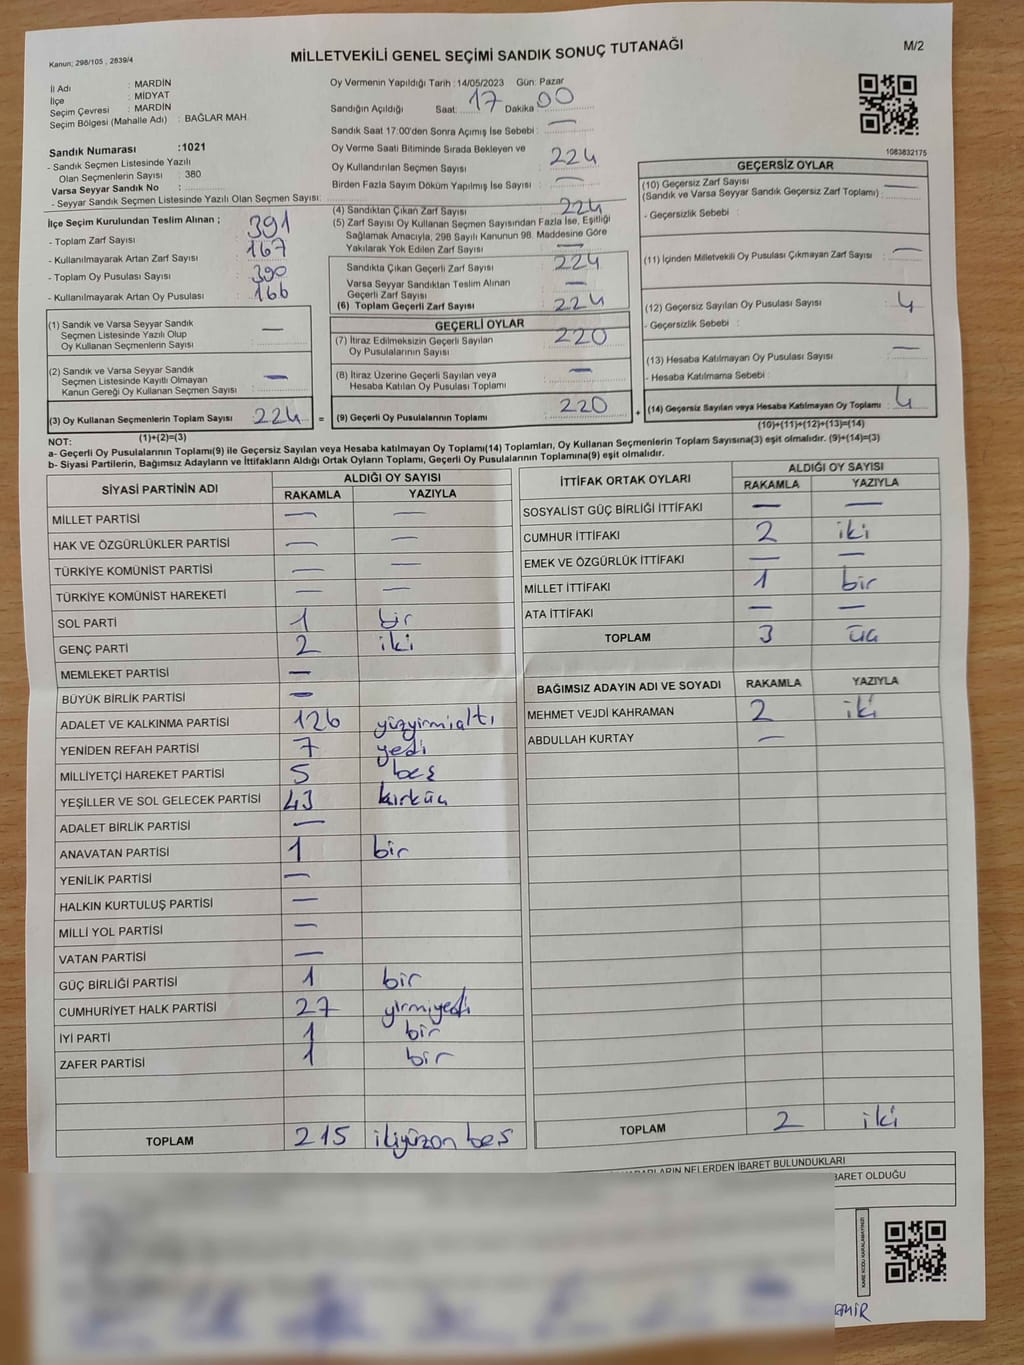 Kanun; 298/105 , 2839/4
MİLLETVEKİLİ GENEL SEÇİMİ SANDIK SONUÇ TUTANAĞI
M/2
İl Adı : MARDİN
İlçe : MİDYAT
Seçim Çevresi : MARDİN
Seçim Bölgesi (Mahalle Adı) : BAĞLAR MAH.
Sandık Numarası :1021
- Sandık Seçmen Listesinde Yazılı
Olan Seçmenlerin Sayısı : 380
Varsa Seyyar Sandık No :
- Seyyar Sandık Seçmen Listesinde Yazılı Olan Seçmen Sayısı:
Oy Vermenin Yapıldığı Tarih :14/05/2023 Gün: Pazar
Sandığın Açıldığı Saat: 17 Dakika 00
Sandık Saat 17:00'den Sonra Açımış İse Sebebi : —
Oy Verme Saati Bitiminde Sırada Bekleyen ve
Oy Kullandırılan Seçmen Sayısı : 224
Birden Fazla Sayım Döküm Yapılmış İse Sayısı : —
1083832175
İlçe Seçim Kurulundan Teslim Alınan ;
- Toplam Zarf Sayısı : 391
- Kullanılmayarak Artan Zarf Sayısı : 167
- Toplam Oy Pusulası Sayısı : 390
- Kullanılmayarak Artan Oy Pusulası : 166
(4) Sandıktan Çıkan Zarf Sayısı : 224
(5) Zarf Sayısı Oy Kullanan Seçmen Sayısından Fazla İse, Eşitliği
Sağlamak Amacıyla, 298 Sayılı Kanunun 98. Maddesine Göre
Yakılarak Yok Edilen Zarf Sayısı : —
Sandıkta Çıkan Geçerli Zarf Sayısı : 224
Varsa Seyyar Sandıktan Teslim Alınan
Geçerli Zarf Sayısı : —
(6) Toplam Geçerli Zarf Sayısı : 224
GEÇERSİZ OYLAR
(10) Geçersiz Zarf Sayısı
(Sandık ve Varsa Seyyar Sandık Geçersiz Zarf Toplamı) : —
- Geçersizlik Sebebi :
(11) İçinden Milletvekili Oy Pusulası Çıkmayan Zarf Sayısı : —
(12) Geçersiz Sayılan Oy Pusulası Sayısı : 4
- Geçersizlik Sebebi :
(13) Hesaba Katılmayan Oy Pusulası Sayısı : —
- Hesaba Katılmama Sebebi :
(1) Sandık ve Varsa Seyyar Sandık
Seçmen Listesinde Yazılı Olup
Oy Kullanan Seçmenlerin Sayısı : —
(2) Sandık ve Varsa Seyyar Sandık
Seçmen Listesinde Kayıtlı Olmayan
Kanun Gereği Oy Kullanan Seçmen Sayısı : —
GEÇERLİ OYLAR
(7) İtiraz Edilmeksizin Geçerli Sayılan
Oy Pusulalarının Sayısı : 220
(8) İtiraz Üzerine Geçerli Sayılan veya
Hesaba Katılan Oy Pusulası Toplamı : —
(3) Oy Kullanan Seçmenlerin Toplam Sayısı : 224 = (9) Geçerli Oy Pusulalarının Toplamı : 220 + (14) Geçersiz Sayılan veya Hesaba Katılmayan Oy Toplamı : 4
(1)+(2)=(3)
(10)+(11)+(12)+(13)=(14)
NOT:
a- Geçerli Oy Pusulalarının Toplamı(9) ile Geçersiz Sayılan veya Hesaba katılmayan Oy Toplamı(14) Toplamları, Oy Kullanan Seçmenlerin Toplam Sayısına(3) eşit olmalıdır. (9)+(14)=(3)
b- Siyasi Partilerin, Bağımsız Adayların ve İttifakların Aldığı Ortak Oyların Toplamı, Geçerli Oy Pusulalarının Toplamına(9) eşit olmalıdır.
SİYASİ PARTİNİN ADI ALDIĞI OY SAYISI
RAKAMLA YAZIYLA
MİLLET PARTİSİ — —
HAK VE ÖZGÜRLÜKLER PARTİSİ — —
TÜRKİYE KOMÜNİST PARTİSİ — —
TÜRKİYE KOMÜNİST HAREKETİ — —
SOL PARTİ 1 bir
GENÇ PARTİ 2 iki
MEMLEKET PARTİSİ —
BÜYÜK BİRLİK PARTİSİ —
ADALET VE KALKINMA PARTİSİ 126 yüzyirmialtı
YENİDEN REFAH PARTİSİ 7 yedi
MİLLİYETÇİ HAREKET PARTİSİ 5 beş
YEŞİLLER VE SOL GELECEK PARTİSİ 43 kırküç
ADALET BİRLİK PARTİSİ —
ANAVATAN PARTİSİ 1 bir
YENİLİK PARTİSİ —
HALKIN KURTULUŞ PARTİSİ —
MİLLİ YOL PARTİSİ —
VATAN PARTİSİ —
GÜÇ BİRLİĞİ PARTİSİ 1 bir
CUMHURİYET HALK PARTİSİ 27 yirmiyedi
İYİ PARTİ 1 bir
ZAFER PARTİSİ 1 bir
TOPLAM 215 ikiyüzon beş
İTTİFAK ORTAK OYLARI ALDIĞI OY SAYISI
RAKAMLA YAZIYLA
SOSYALİST GÜÇ BİRLİĞİ İTTİFAKI — —
CUMHUR İTTİFAKI 2 iki
EMEK VE ÖZGÜRLÜK İTTİFAKI — —
MİLLET İTTİFAKI 1 bir
ATA İTTİFAKI — —
TOPLAM 3 üç
BAĞIMSIZ ADAYIN ADI VE SOYADI RAKAMLA YAZIYLA
MEHMET VEJDİ KAHRAMAN 2 iki
ABDULLAH KURTAY —
TOPLAM 2 iki
NELERDEN İBARET BULUNDUKLARI
BARET OLDUĞU
KARE KODU KARALAMAYINIZ!